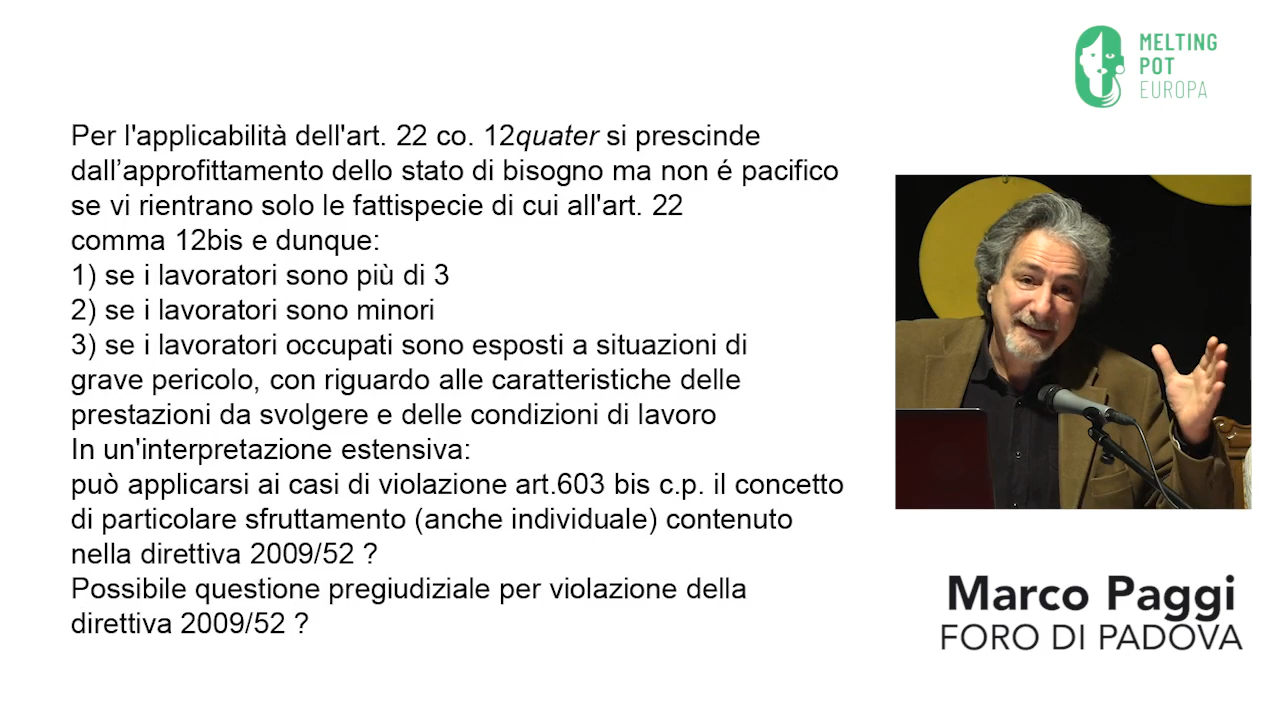 MELTING
POT
EUROPA
Per l'applicabilità dell'art. 22 co. 12quater si prescinde
dall’approfittamento dello stato di bisogno ma non é pacifico
se vi rientrano solo le fattispecie di cui all'art. 22
comma 12bis e dunque:
1) se i lavoratori sono più di 3
2) se i lavoratori sono minori
3) se i lavoratori occupati sono esposti a situazioni di
grave pericolo, con riguardo alle caratteristiche delle
prestazioni da svolgere e delle condizioni di lavoro
In un'interpretazione estensiva:
può applicarsi ai casi di violazione art.603 bis c.p. il concetto
di particolare sfruttamento (anche individuale) contenuto
nella direttiva 2009/52 ?
Possibile questione pregiudiziale per violazione della
direttiva 2009/52 ?
Marco Paggi
FORO DI PADOVA